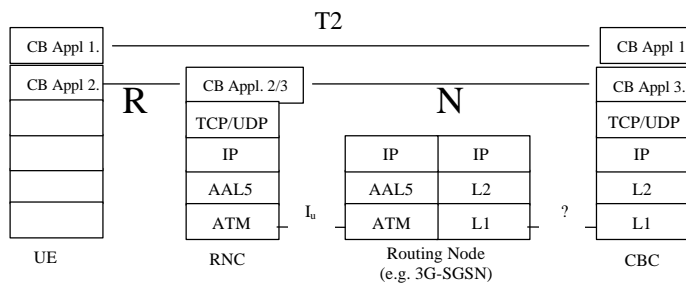 T2
CB Appl 1.
CB Appl 1
CB Appl 2.
R
CB Appl. 2/3
N
CB Appl 3.
TCP/UDP
TCP/UDP
IP
IP
IP
IP
AAL5
AAL5
L2
L2
ATM
Iu
ATM
L1
?
L1
UE
RNC
Routing Node
(e.g. 3G-SGSN)
CBC